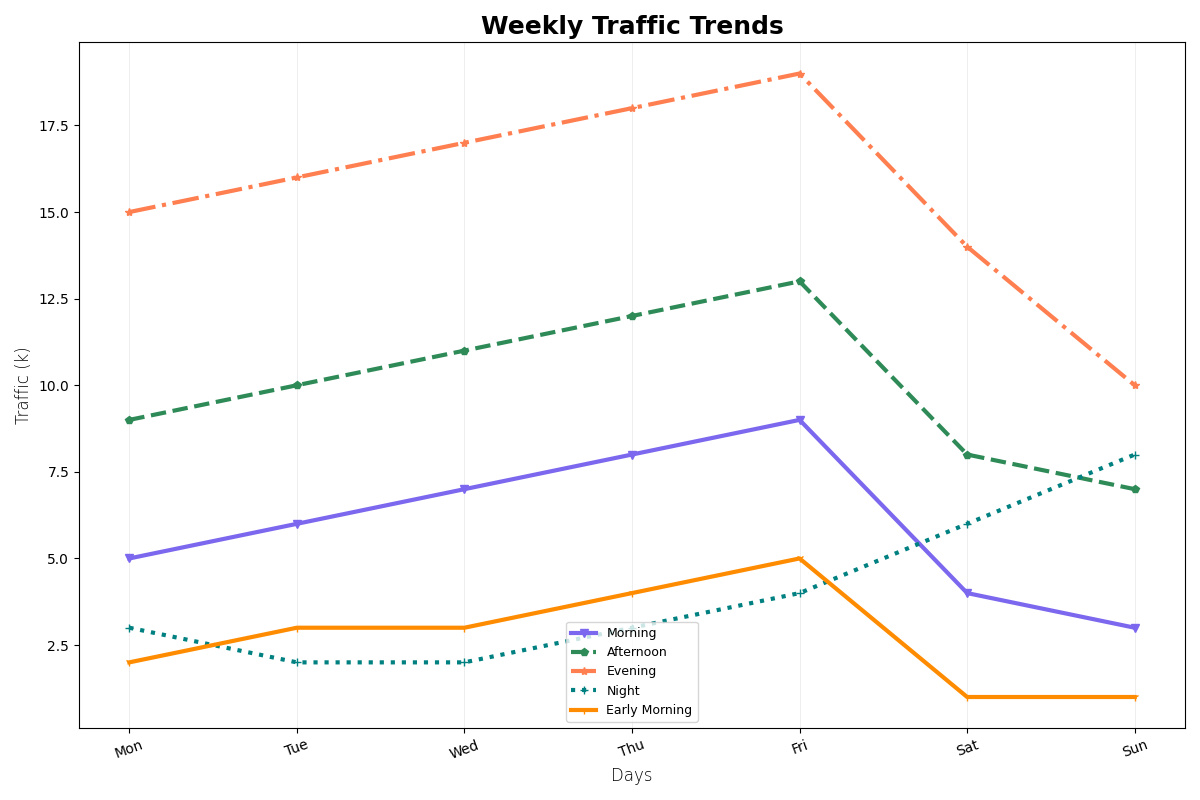 Weekly Traffic Trends
Traffic (k)
17.5
15.0
12.5
10.0
7.5
5.0
2.5
Morning
Afternoon
Evening
Night
Early Morning
Mon Tue Wed Thu Fri Sat Sun
Days